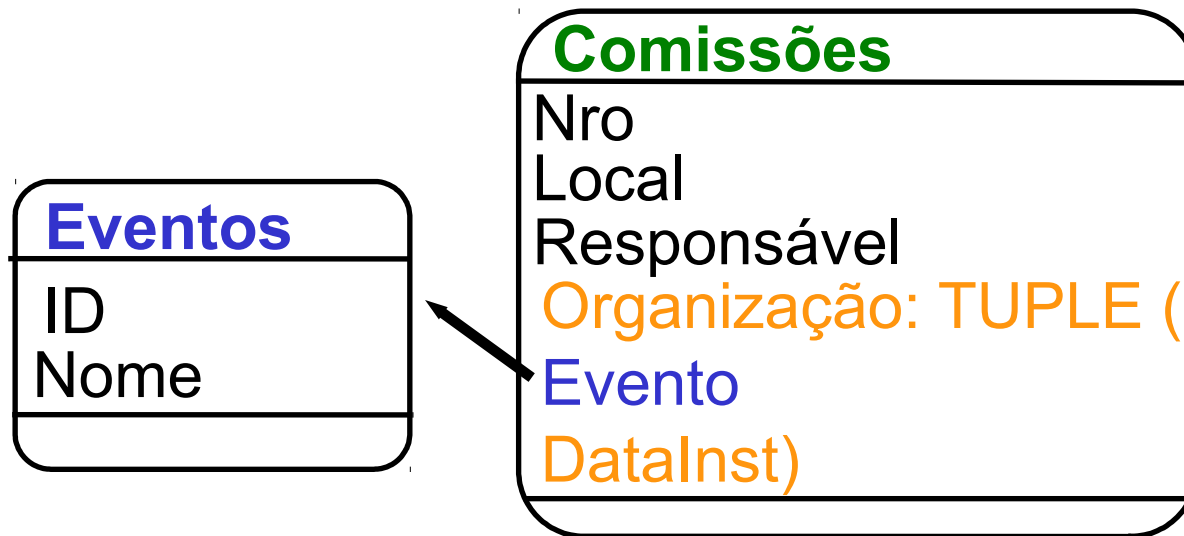 Eventos
ID
Nome
Comissões
Nro
Local
Responsável
Organização: TUPLE (
Evento
DataInst)